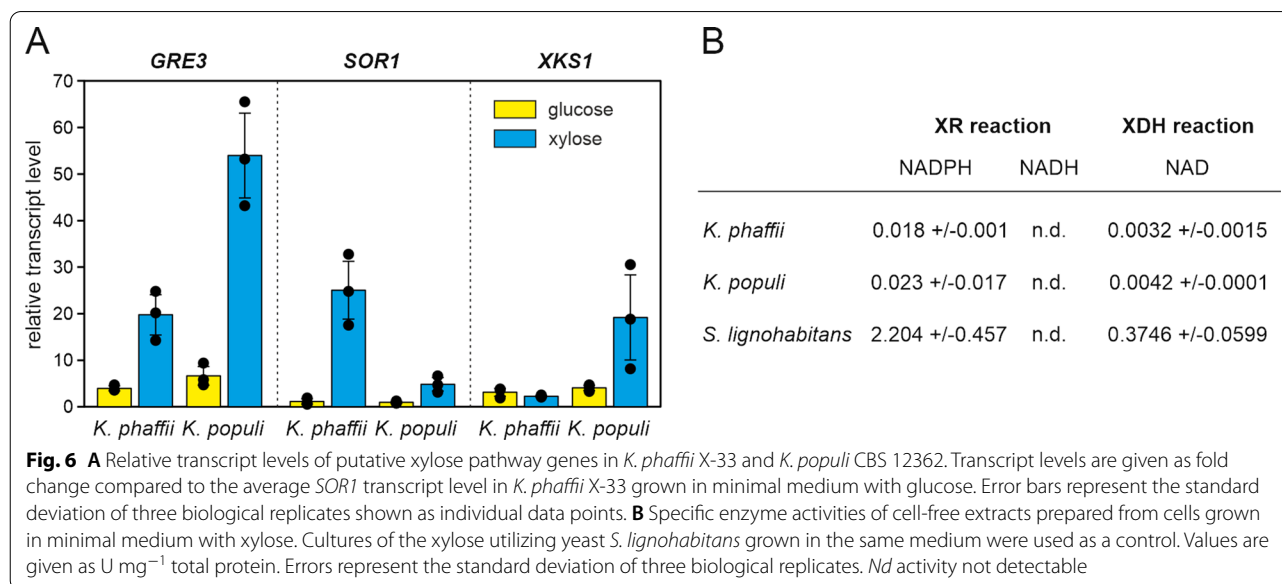 A
B
GRE3 SOR1 XKS1
70
60
50
40
30
20
10
0
relative transcript level
glucose
xylose
K. phaffii K. populi K. phaffii K. populi K. phaffii K. populi
XR reaction XDH reaction
NADPH NADH NAD
K. phaffii 0.018 +/-0.001 n.d. 0.0032 +/-0.0015
K. populi 0.023 +/-0.017 n.d. 0.0042 +/-0.0001
S. lignohabitans 2.204 +/-0.457 n.d. 0.3746 +/-0.0599
Fig. 6 A Relative transcript levels of putative xylose pathway genes in K. phaffii X-33 and K. populi CBS 12362. Transcript levels are given as fold
change compared to the average SOR1 transcript level in K. phaffii X-33 grown in minimal medium with glucose. Error bars represent the standard
deviation of three biological replicates shown as individual data points. B Specific enzyme activities of cell-free extracts prepared from cells grown
in minimal medium with xylose. Cultures of the xylose utilizing yeast S. lignohabitans grown in the same medium were used as a control. Values are
given as U mg⁻¹ total protein. Errors represent the standard deviation of three biological replicates. Nd activity not detectable